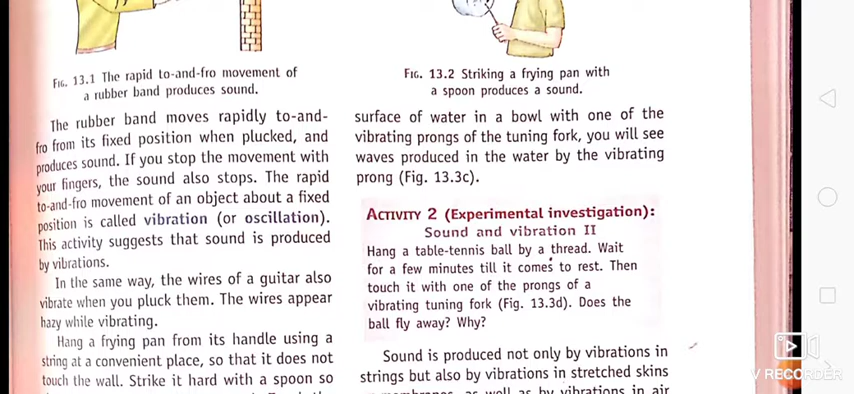 FIG. 13.1 The rapid to-and-fro movement of
a rubber band produces sound.
The rubber band moves rapidly to-and-
fro from its fixed position when plucked, and
produces sound. If you stop the movement with
your fingers, the sound also stops. The rapid
to-and-fro movement of an object about a fixed
position is called vibration (or oscillation).
This activity suggests that sound is produced
by vibrations.
In the same way, the wires of a guitar also
vibrate when you pluck them. The wires appear
hazy while vibrating.
Hang a frying pan from its handle using a
string at a convenient place, so that it does not
touch the wall. Strike it hard with a spoon so
FIG. 13.2 Striking a frying pan with
a spoon produces a sound.
surface of water in a bowl with one of the
vibrating prongs of the tuning fork, you will see
waves produced in the water by the vibrating
prong (Fig. 13.3c).
ACTIVITY 2 (Experimental investigation):
Sound and vibration II
Hang a table-tennis ball by a thread. Wait
for a few minutes till it comes to rest. Then
touch it with one of the prongs of a
vibrating tuning fork (Fig. 13.3d). Does the
ball fly away? Why?
Sound is produced not only by vibrations in
strings but also by vibrations in stretched skins
as well as by vibrations in air
V RECORDER